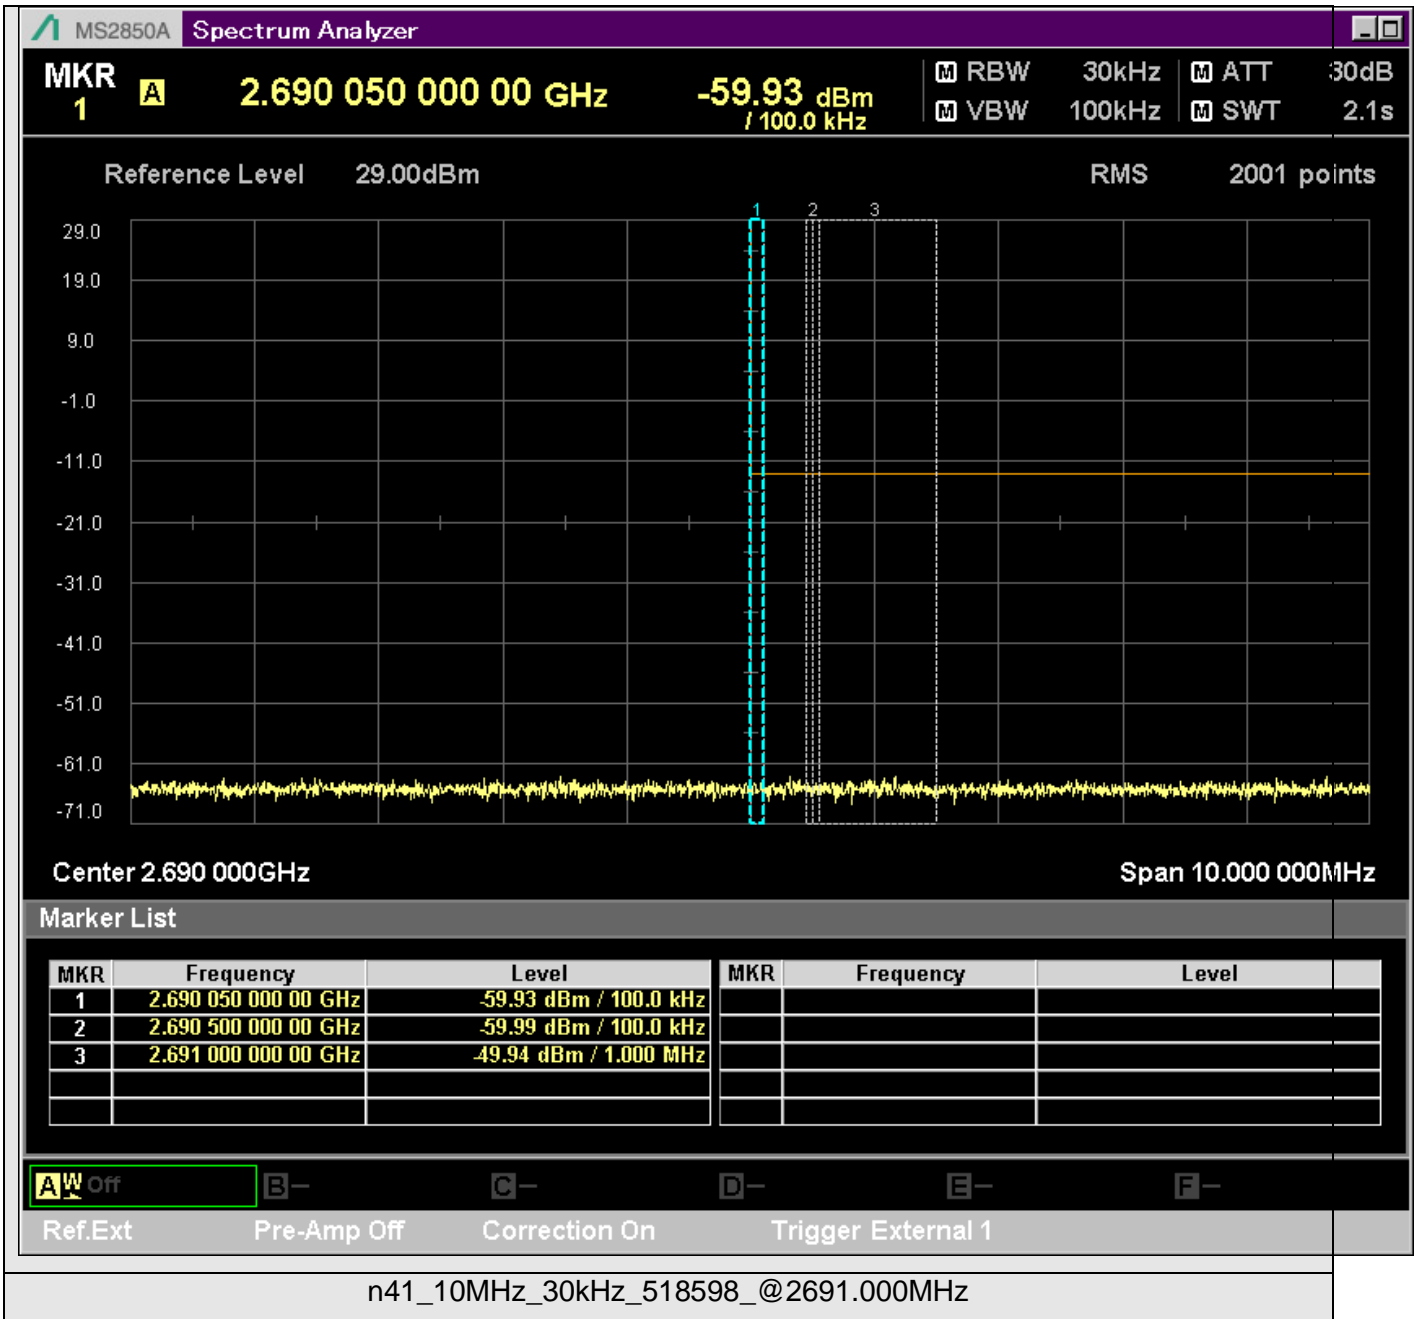 MS2850A Spectrum Analyzer
MKR 1 A 2.690 050 000 00 GHz -59.93 dBm / 100.0 kHz
M RBW 30kHz M ATT 30dB
M VBW 100kHz M SWT 2.1s
Reference Level 29.00dBm RMS 2001 points
1 2 3
29.0
19.0
9.0
-1.0
-11.0
-21.0
-31.0
-41.0
-51.0
-61.0
-71.0
Center 2.690 000GHz Span 10.000 000MHz
Marker List
MKR Frequency Level MKR Frequency Level
1 2.690 050 000 00 GHz -59.93 dBm / 100.0 kHz
2 2.690 500 000 00 GHz -59.99 dBm / 100.0 kHz
3 2.691 000 000 00 GHz -49.94 dBm / 1.000 MHz
A W Off B C D E F
Ref.Ext Pre-Amp Off Correction On Trigger External 1
n41_10MHz_30kHz_518598_@2691.000MHz